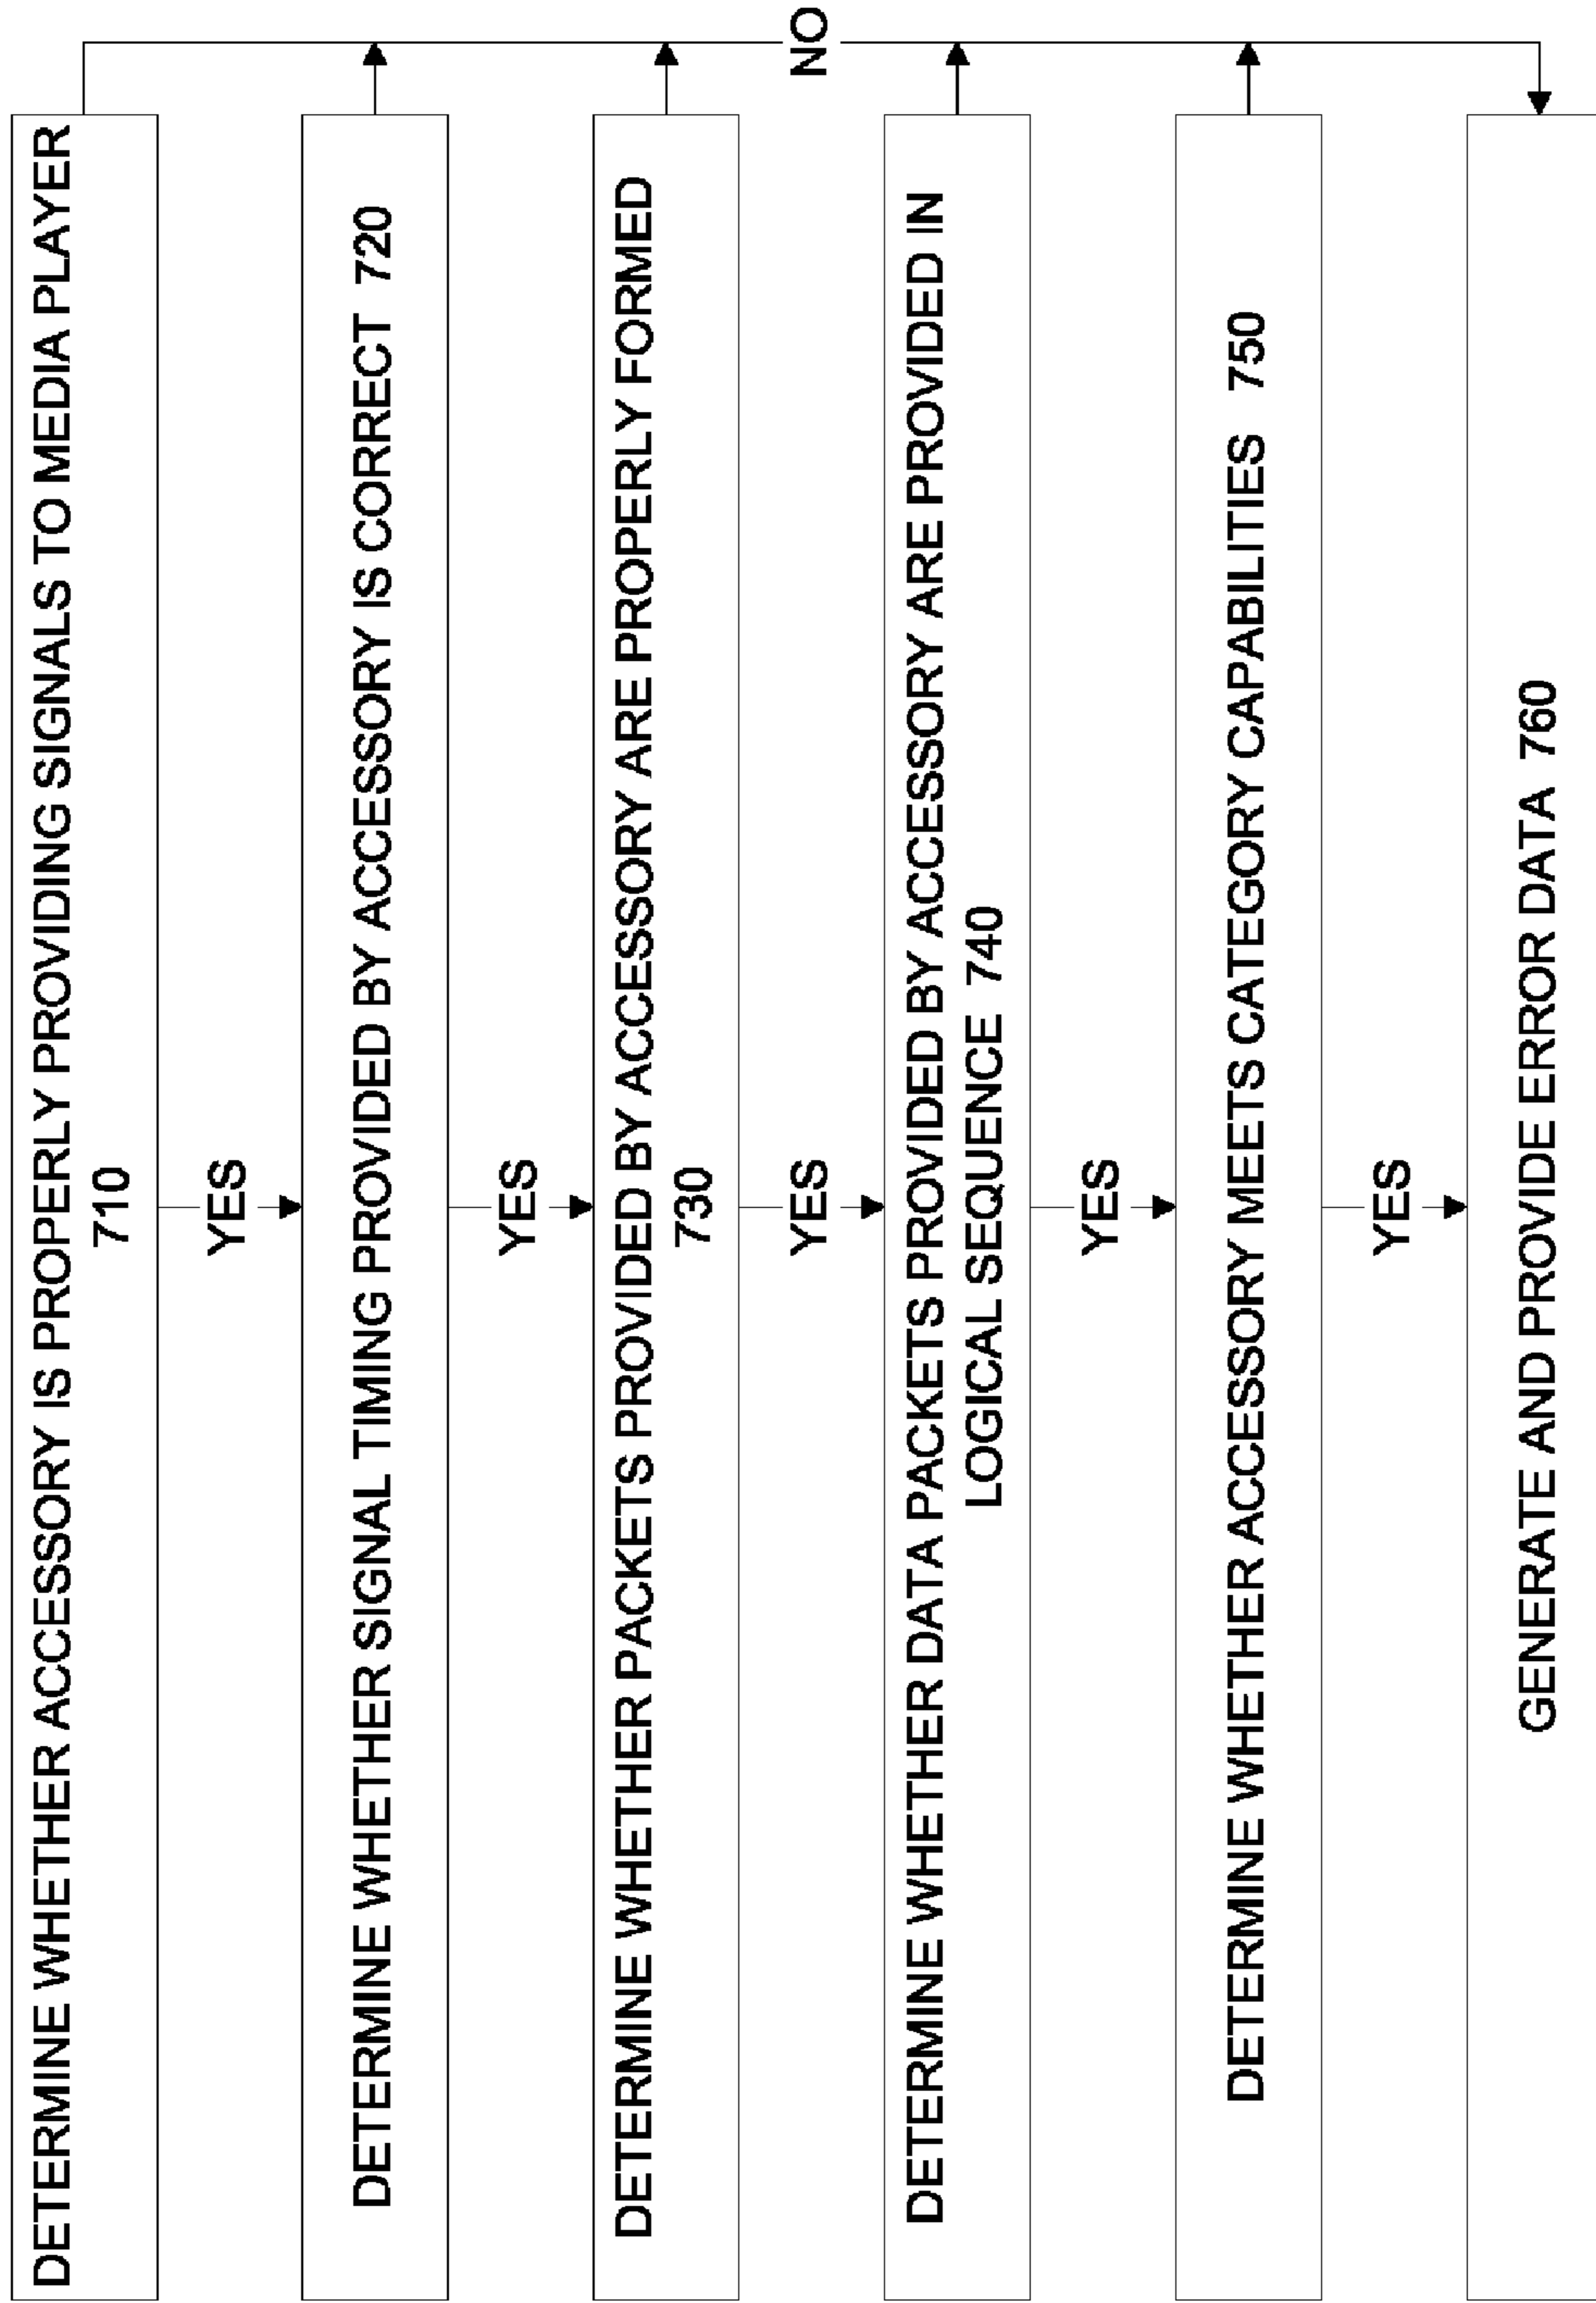 DETERMINE WHETHER ACCESSORY IS PROPERLY PROVIDING SIGNALS TO MEDIA PLAYER
710
YES
DETERMINE WHETHER SIGNAL TIMING PROVIDED BY ACCESSORY IS CORRECT 720
YES
DETERMINE WHETHER PACKETS PROVIDED BY ACCESSORY ARE PROPERLY FORMED
730
YES
NO
DETERMINE WHETHER DATA PACKETS PROVIDED BY ACCESSORY ARE PROVIDED IN
LOGICAL SEQUENCE 740
YES
DETERMINE WHETHER ACCESSORY MEETS CATEGORY CAPABILITIES 750
YES
GENERATE AND PROVIDE ERROR DATA 760